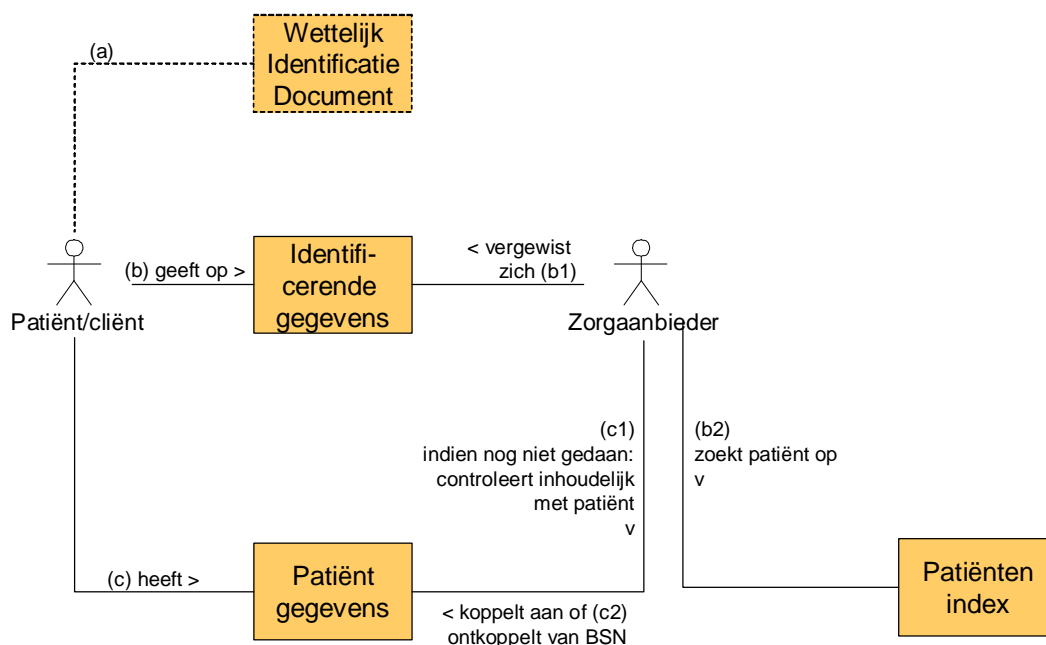 Wettelijk
Identificatie
Document
(a)
Identifi-
cerende
gegevens
(b) geeft op >
< vergewist
zich (b1)
Patiënt/cliënt
Zorgaanbieder
(c1)
indien nog niet gedaan:
controleert inhoudelijk
met patiënt
v
(b2)
zoekt patiënt op
v
(c) heeft >
Patiënt
gegevens
< koppelt aan of (c2)
ontkoppelt van BSN
Patiënten
index